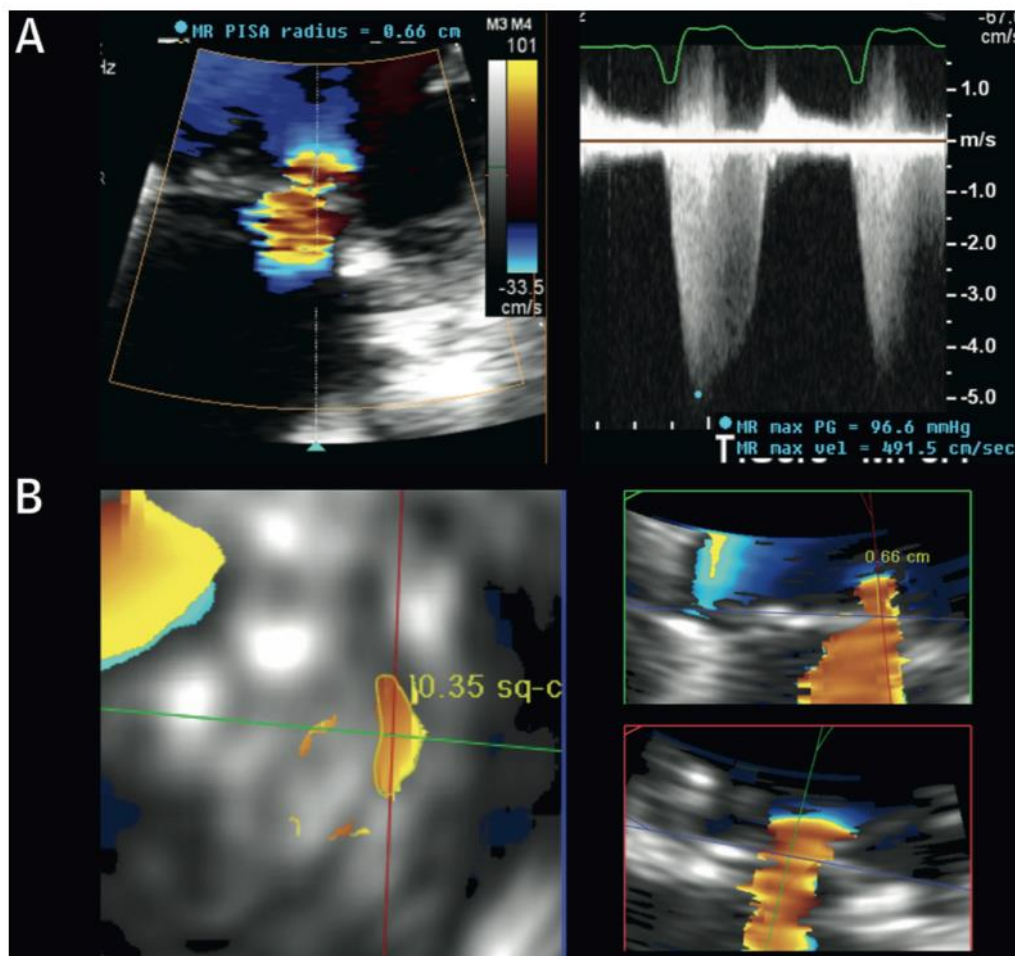 A
MR PISA radius = 0.66 cm
Hz
M3 M4
101
-33.5
cm/s
cm/s
1.0
m/s
-1.0
-2.0
-3.0
-4.0
-5.0
MR max PG = 96.6 mmHg
MR max vel = 491.5 cm/sec
B
0.35 sq-c
0.66 cm